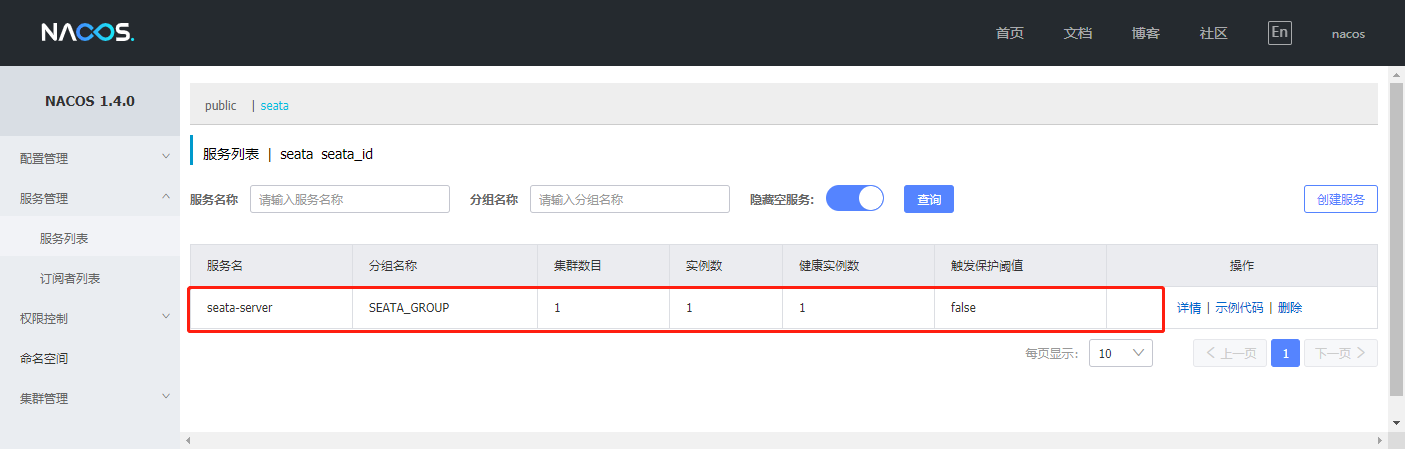 NACOS. 首页 文档 博客 社区 En nacos
NACOS 1.4.0
配置管理
服务管理
服务列表
订阅者列表
权限控制
命名空间
集群管理
public | seata
服务列表 | seata seata_id
服务名称 请输入服务名称 分组名称 请输入分组名称 隐藏空服务: 查询 创建服务
服务名 分组名称 集群数目 实例数 健康实例数 触发保护阈值 操作
seata-server SEATA_GROUP 1 1 1 false 详情 | 示例代码 | 删除
每页显示: 10 上一页 1 下一页